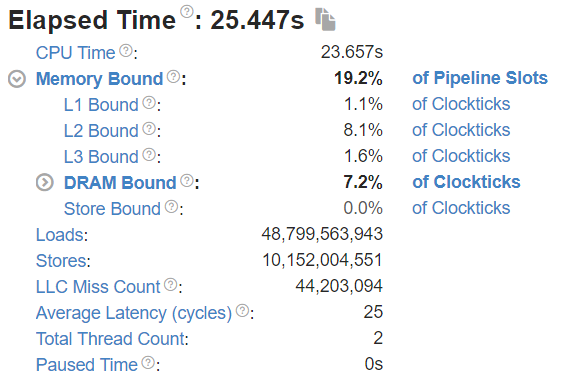 Elapsed Time ?: 25.447s
CPU Time ?: 23.657s
Memory Bound ?: 19.2% of Pipeline Slots
L1 Bound ?: 1.1% of Clockticks
L2 Bound ?: 8.1% of Clockticks
L3 Bound ?: 1.6% of Clockticks
DRAM Bound ?: 7.2% of Clockticks
Store Bound ?: 0.0% of Clockticks
Loads: 48,799,563,943
Stores: 10,152,004,551
LLC Miss Count ?: 44,203,094
Average Latency (cycles) ?: 25
Total Thread Count: 2
Paused Time ?: 0s